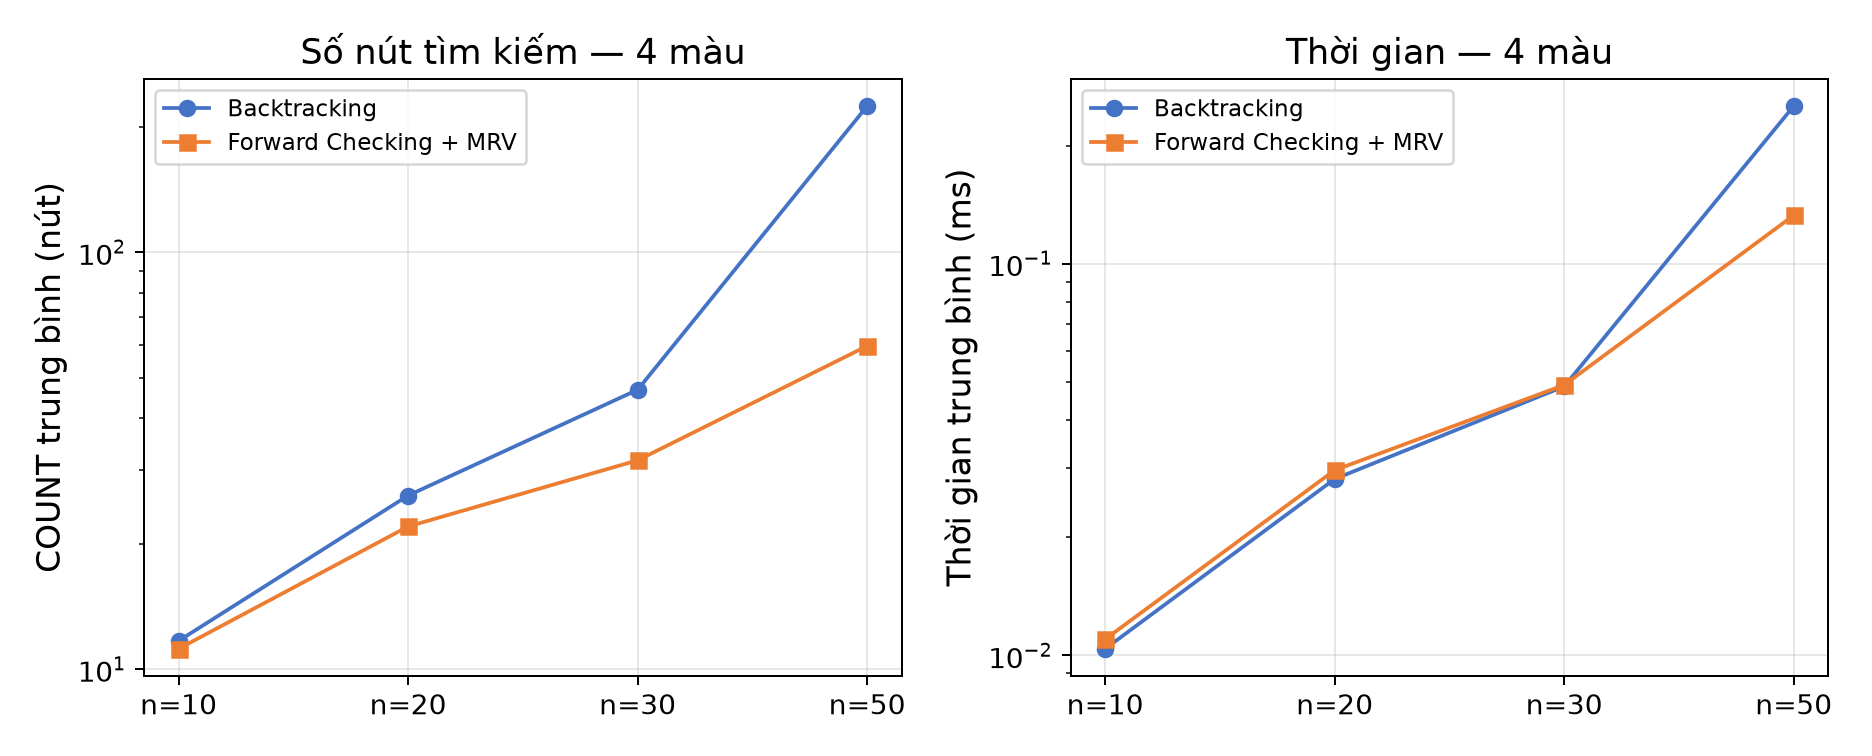 Số nút tìm kiếm — 4 màu
Backtracking
Forward Checking + MRV
COUNT trung bình (nút)
10²
10¹
n=10 n=20 n=30 n=50
Thời gian — 4 màu
Backtracking
Forward Checking + MRV
Thời gian trung bình (ms)
10⁻¹
10⁻²
n=10 n=20 n=30 n=50